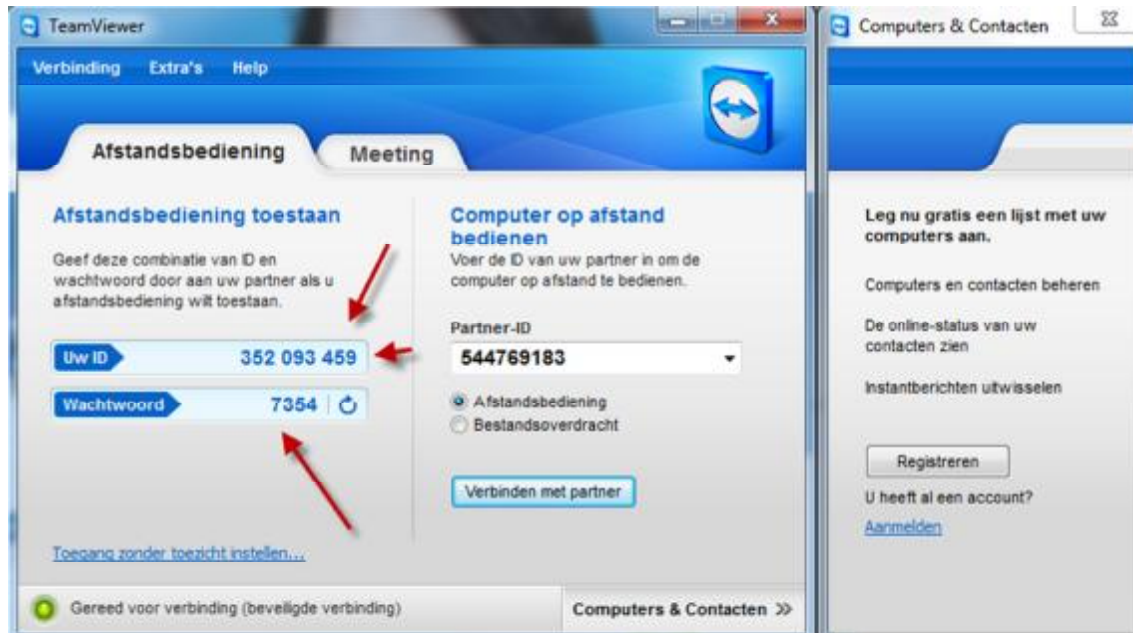 TeamViewer
Verbinding Extra's Help
Afstandsbediening Meeting
Afstandsbediening toestaan
Geef deze combinatie van ID en
wachtwoord door aan uw partner als u
afstandsbediening wilt toestaan.
Uw ID 352 093 459
Wachtwoord 7354
Toegang zonder toezicht instellen...
Computer op afstand
bedienen
Voer de ID van uw partner in om de
computer op afstand te bedienen.
Partner-ID
544769183
Afstandsbediening
Bestandsoverdracht
Verbinden met partner
Gereed voor verbinding (beveiligde verbinding)
Computers & Contacten >>
Computers & Contacten
Leg nu gratis een lijst met uw
computers aan.
Computers en contacten beheren
De online-status van uw
contacten zien
Instantberichten uitwisselen
Registreren
U heeft al een account?
Aanmelden